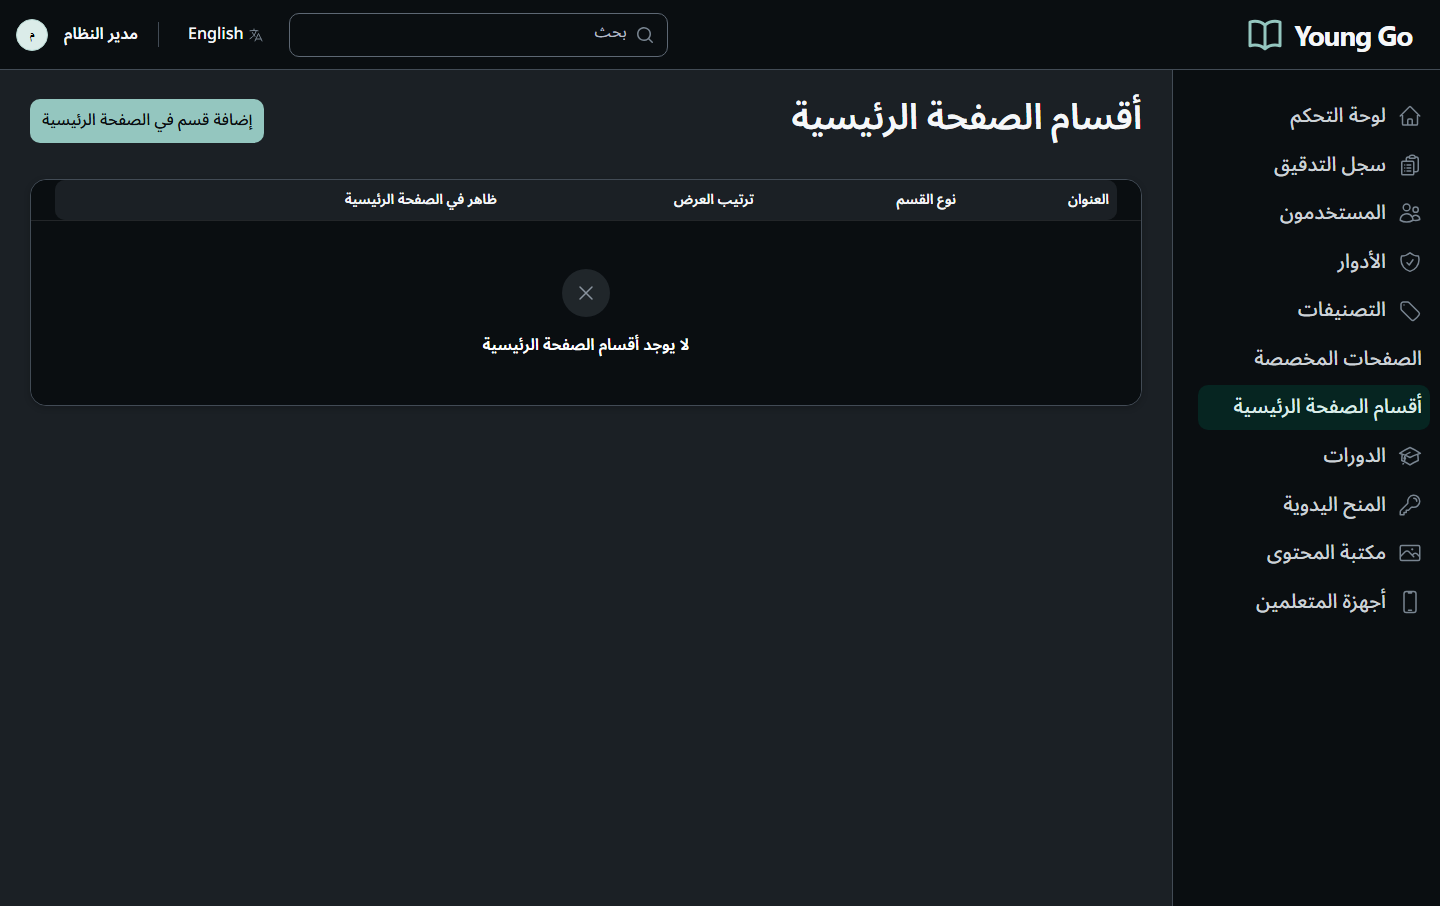 Young Go
بحث
English
مدير النظام
م
لوحة التحكم
سجل التدقيق
المستخدمون
الأدوار
التصنيفات
الصفحات المخصصة
أقسام الصفحة الرئيسية
الدورات
المنح اليدوية
مكتبة المحتوى
أجهزة المتعلمين
أقسام الصفحة الرئيسية
إضافة قسم في الصفحة الرئيسية
العنوان نوع القسم ترتيب العرض ظاهر في الصفحة الرئيسية
لا يوجد أقسام الصفحة الرئيسية